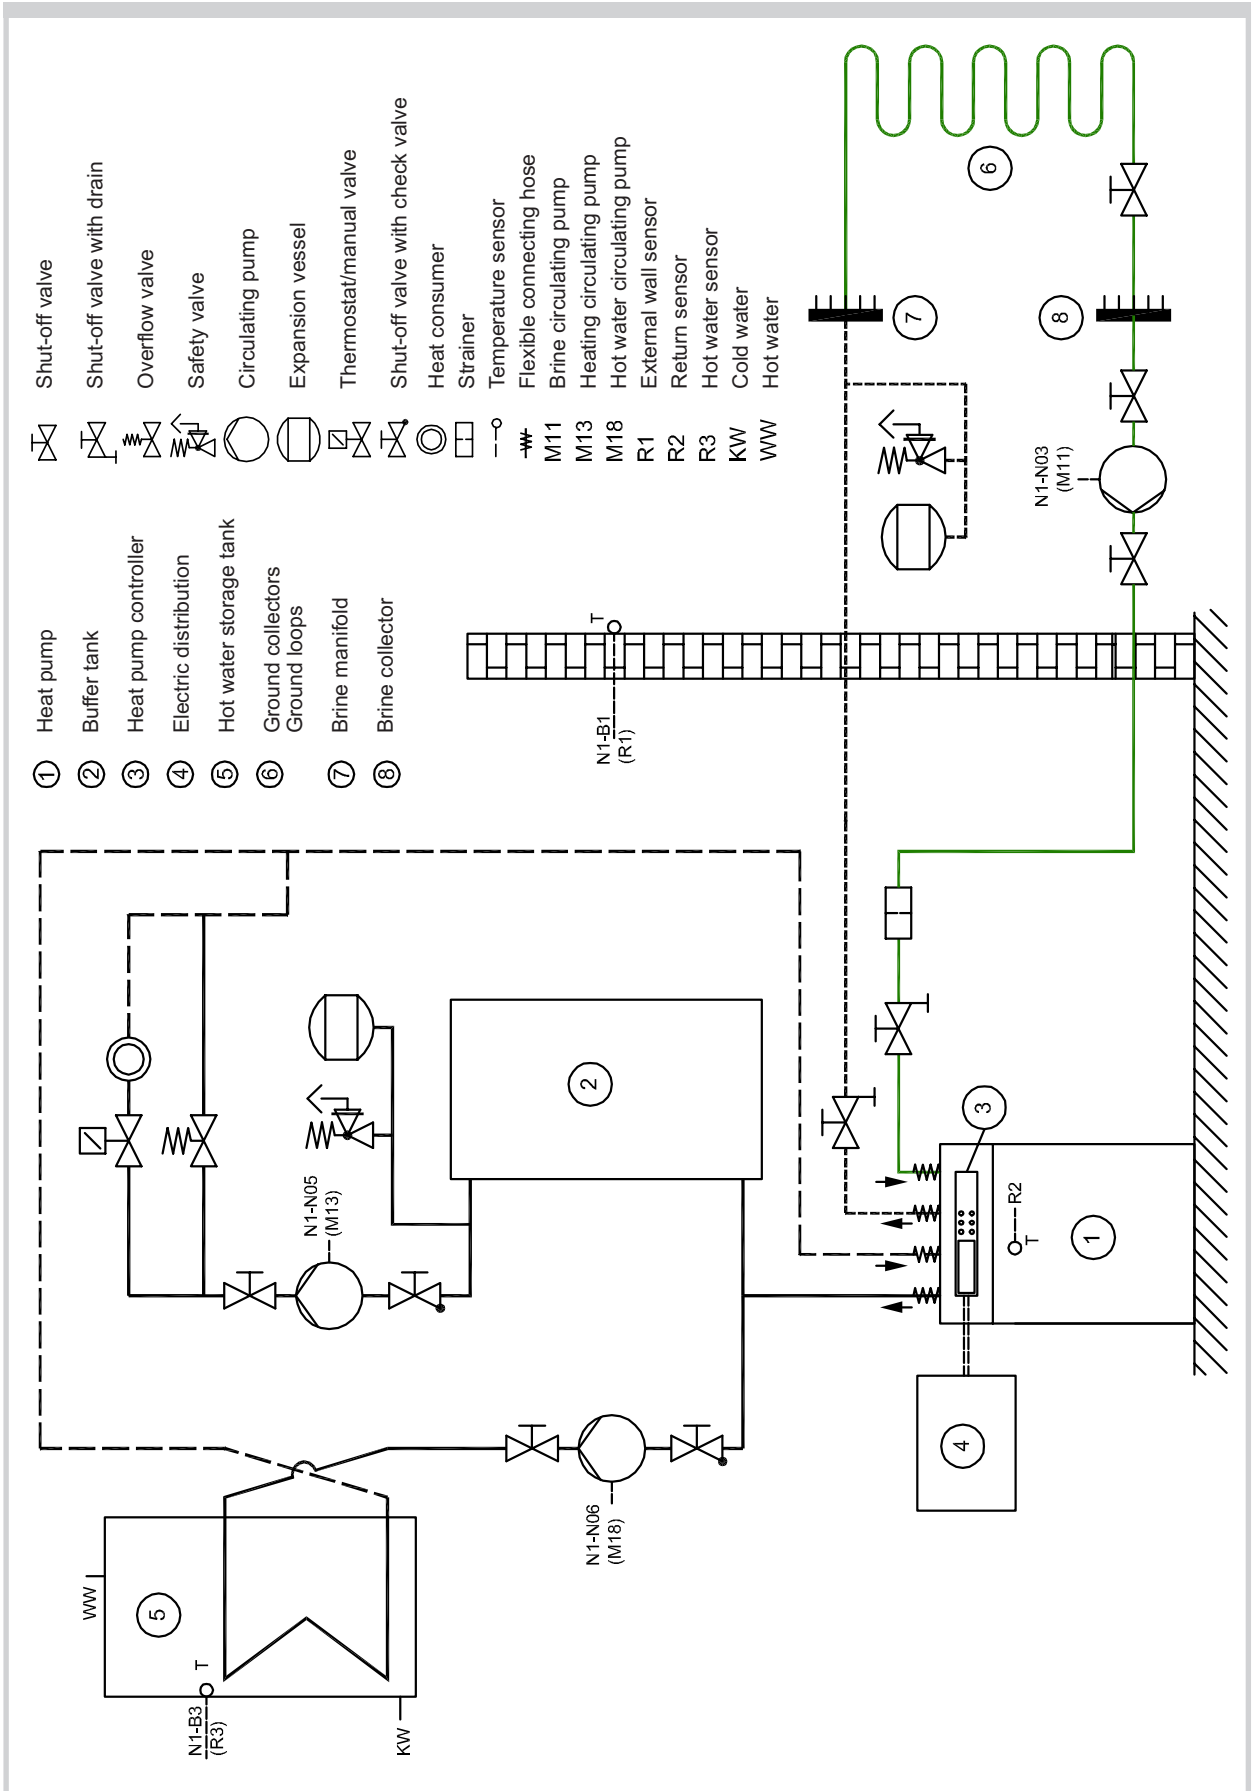 1 Heat pump
2 Buffer tank
3 Heat pump controller
4 Electric distribution
5 Hot water storage tank
6 Ground collectors
Ground loops
7 Brine manifold
8 Brine collector
Shut-off valve
Shut-off valve with drain
Overflow valve
Safety valve
Circulating pump
Expansion vessel
Thermostat/manual valve
Shut-off valve with check valve
Heat consumer
Strainer
Temperature sensor
Flexible connecting hose
M11 Brine circulating pump
M13 Heating circulating pump
M18 Hot water circulating pump
R1 External wall sensor
R2 Return sensor
R3 Hot water sensor
KW Cold water
WW Hot water
WW
5
T
N1-B3
(R3)
KW
N1-N06
(M18)
N1-N05
(M13)
2
4
3
T
R2
1
N1-B1
(R1)
T
N1-N03
(M11)
7
8
6